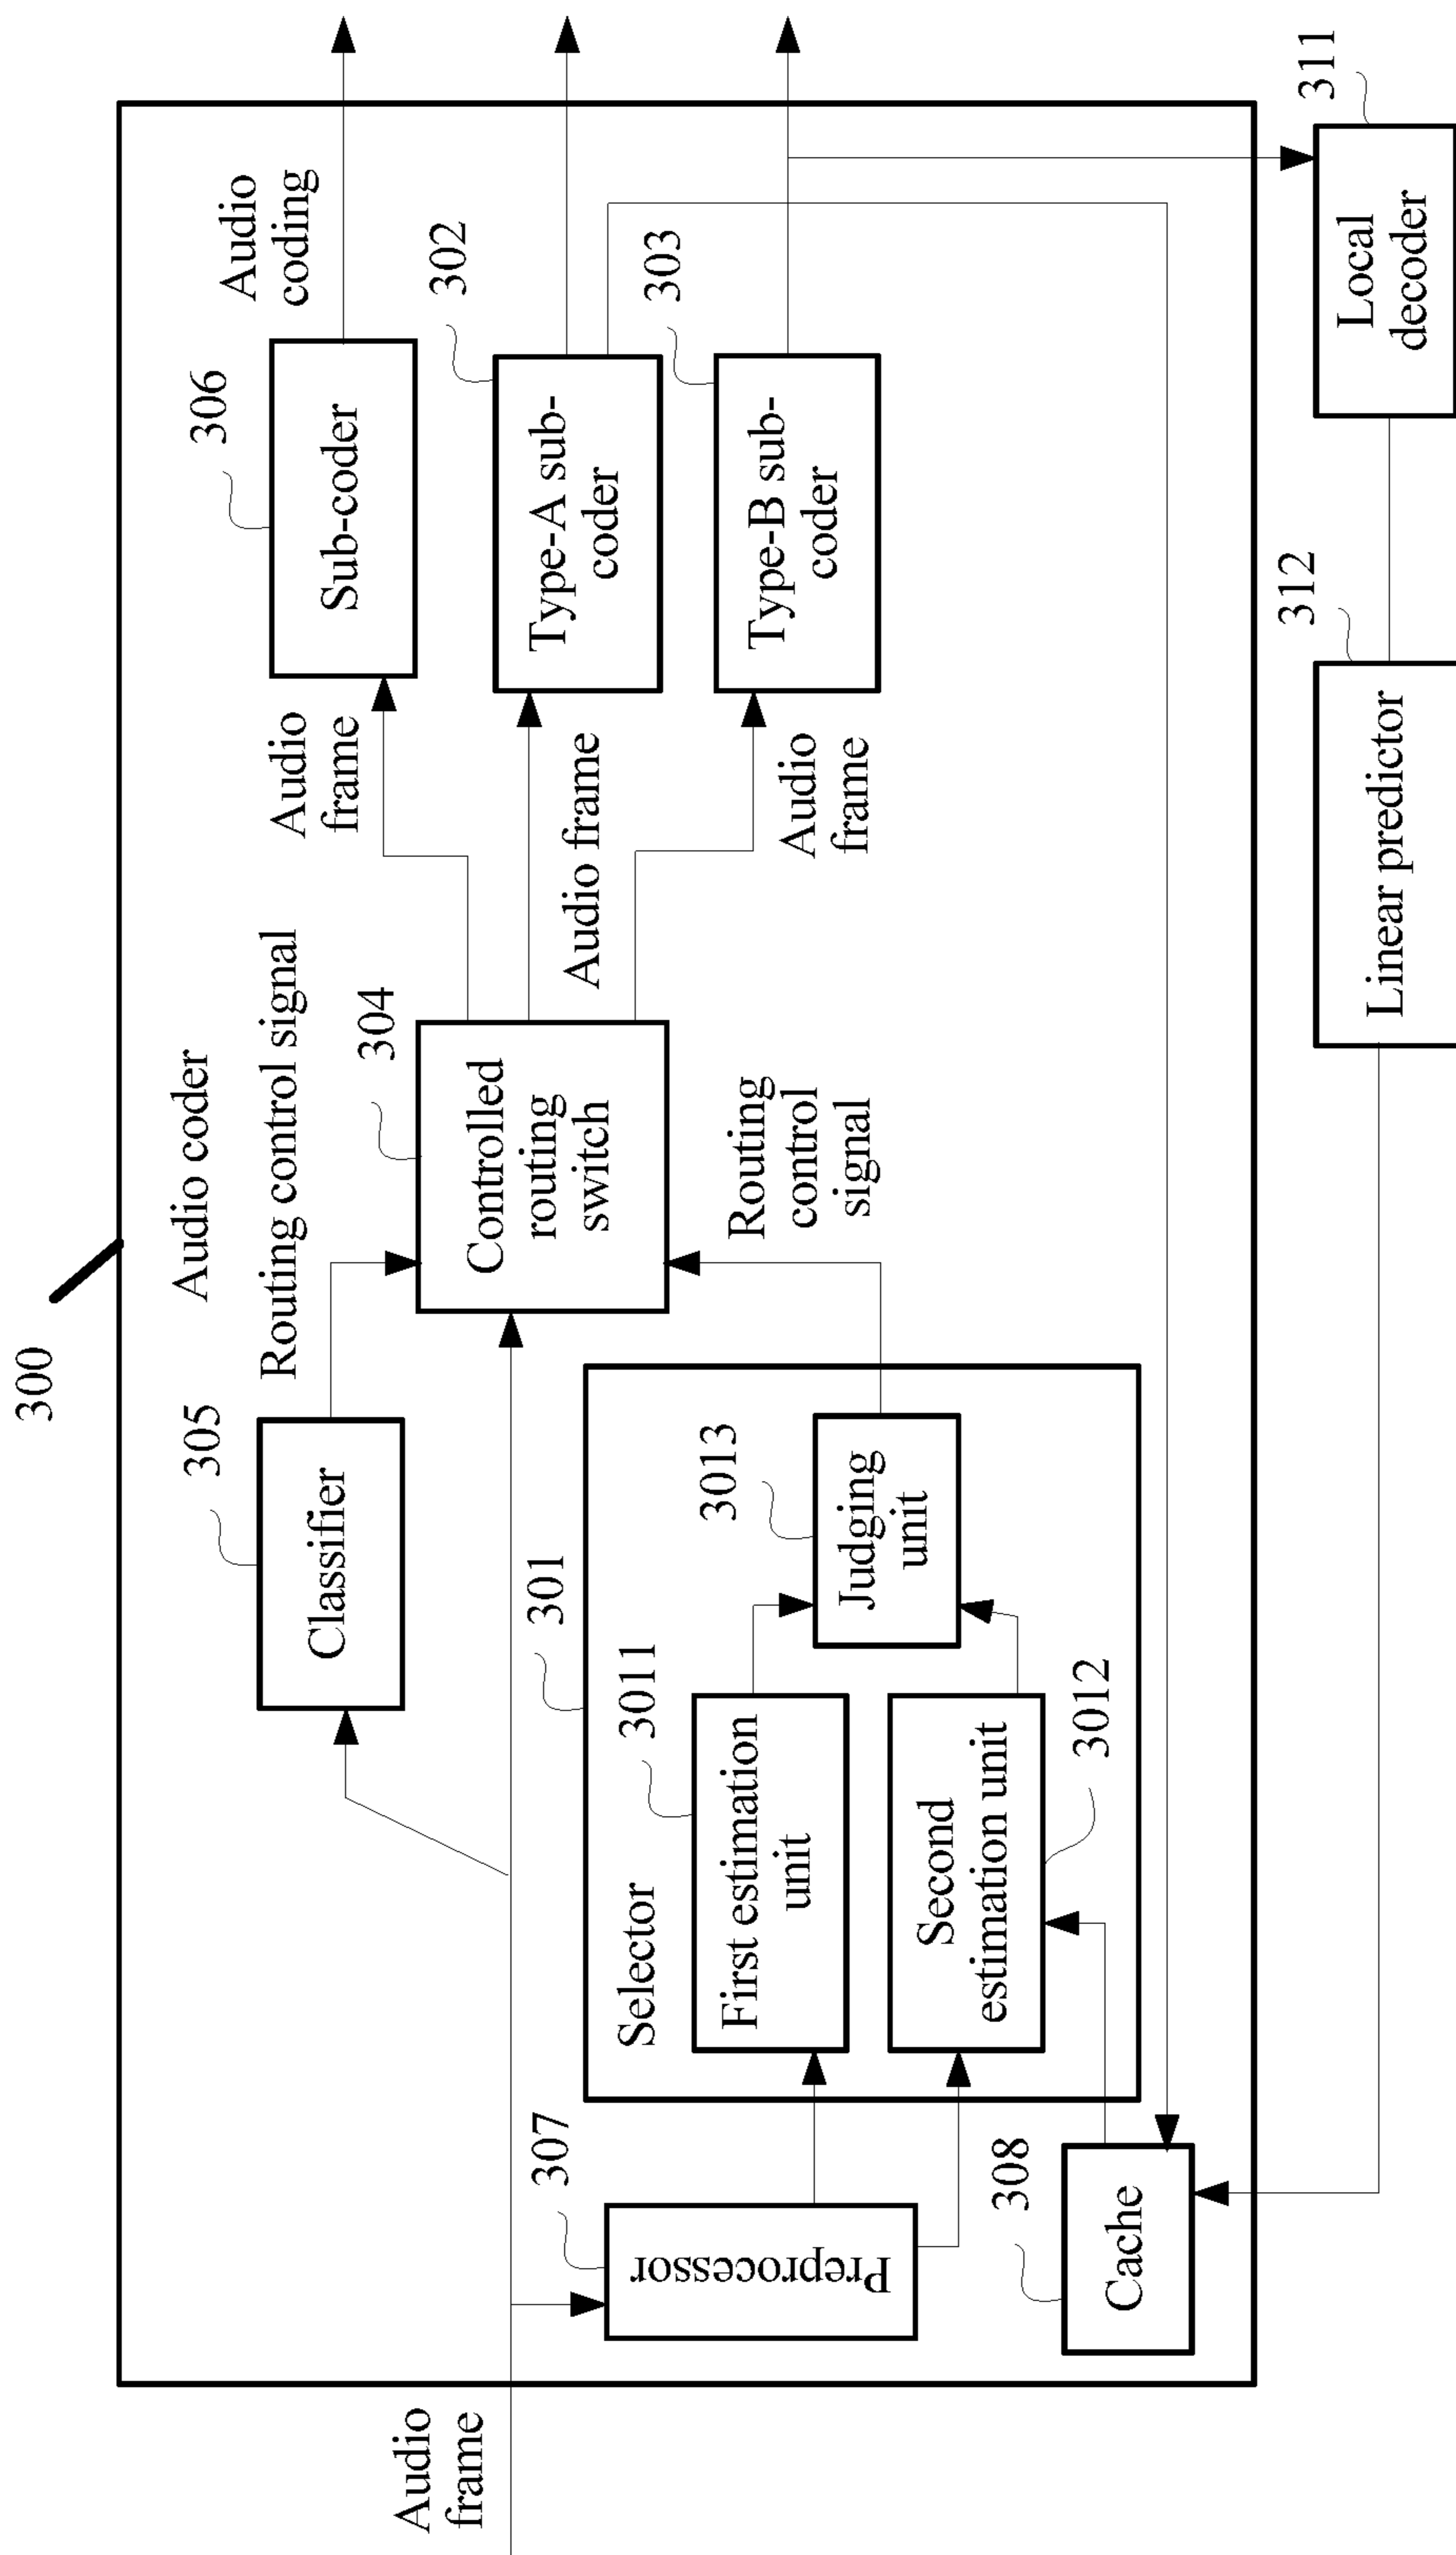 300
Audio coder
Audio
frame
305
Classifier
Routing control signal
304
Controlled
routing
switch
Routing
control
signal
Audio
frame
Audio frame
Audio
frame
306
Sub-coder
Audio
coding
302
Type-A sub-
coder
303
Type-B sub-
coder
307
Preprocessor
301
Selector
3011
First estimation
unit
3012
Second
estimation unit
3013
Judging
unit
308
Cache
312
Linear predictor
311
Local
decoder